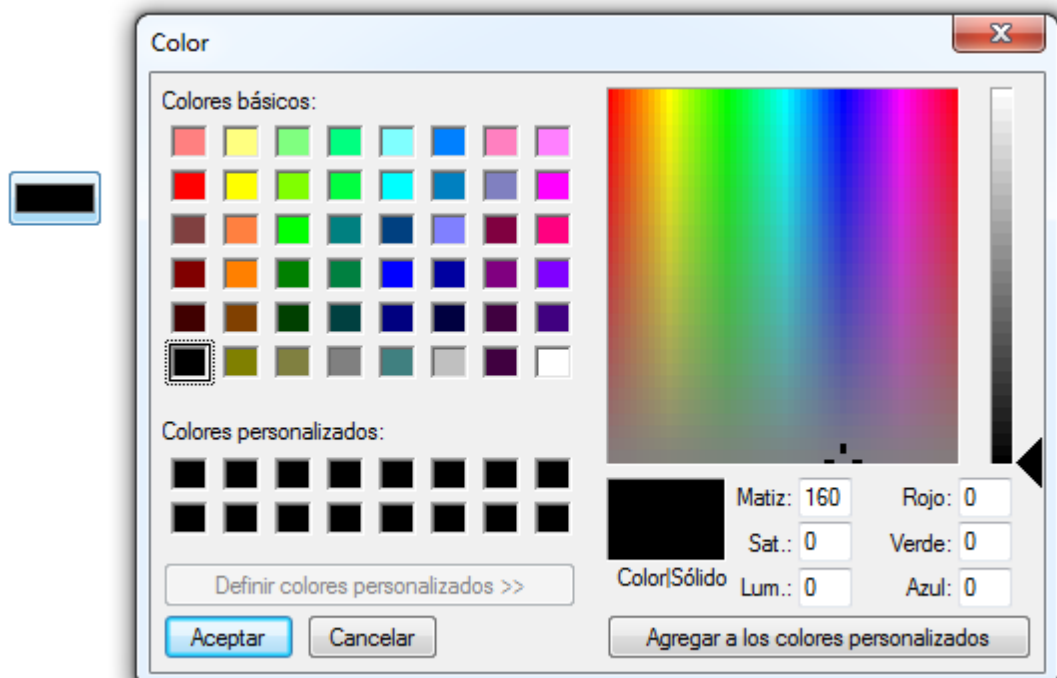 Color
Colores básicos:
Colores personalizados:
Definir colores personalizados >>
Aceptar
Cancelar
Color|Sólido
Matiz: 160
Sat.: 0
Lum.: 0
Rojo: 0
Verde: 0
Azul: 0
Agregar a los colores personalizados